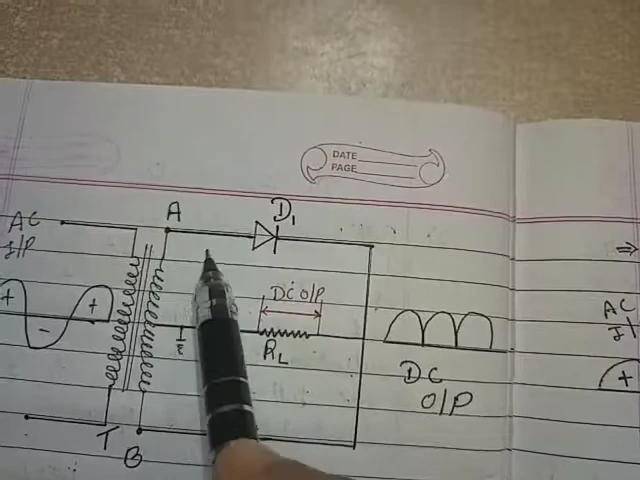 DATE
PAGE
AC
I/P
A
D1
+
-
+
DC O/P
RL
DC
O/P
T
B
⇒
AC
I/P
+